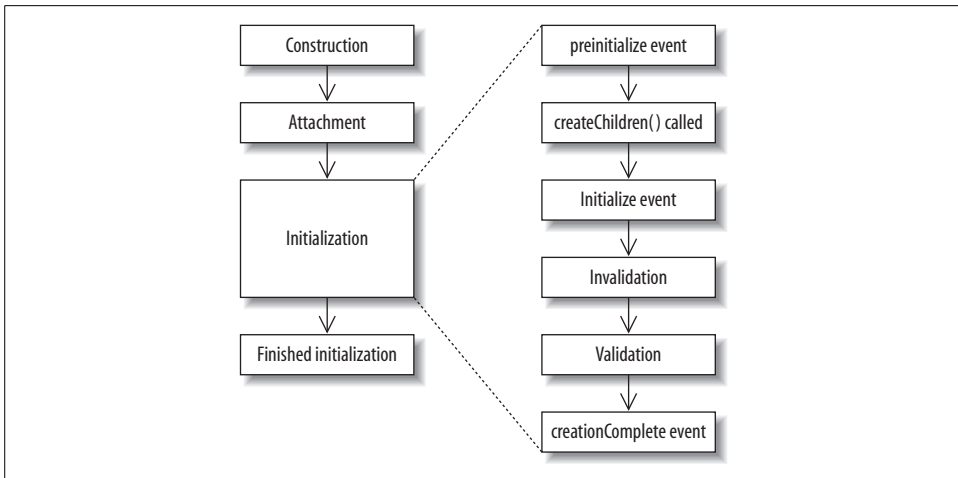 Construction
Attachment
Initialization
Finished initialization
preinitialize event
createChildren( ) called
Initialize event
Invalidation
Validation
creationComplete event